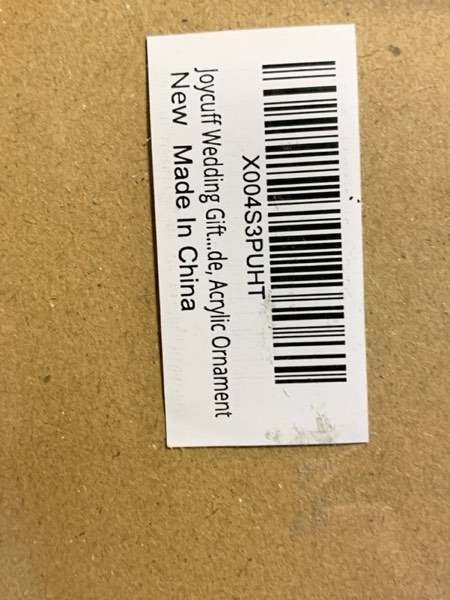 X004S3PUHT
Joycuff Wedding Gift...de, Acrylic Ornament
New Made In China